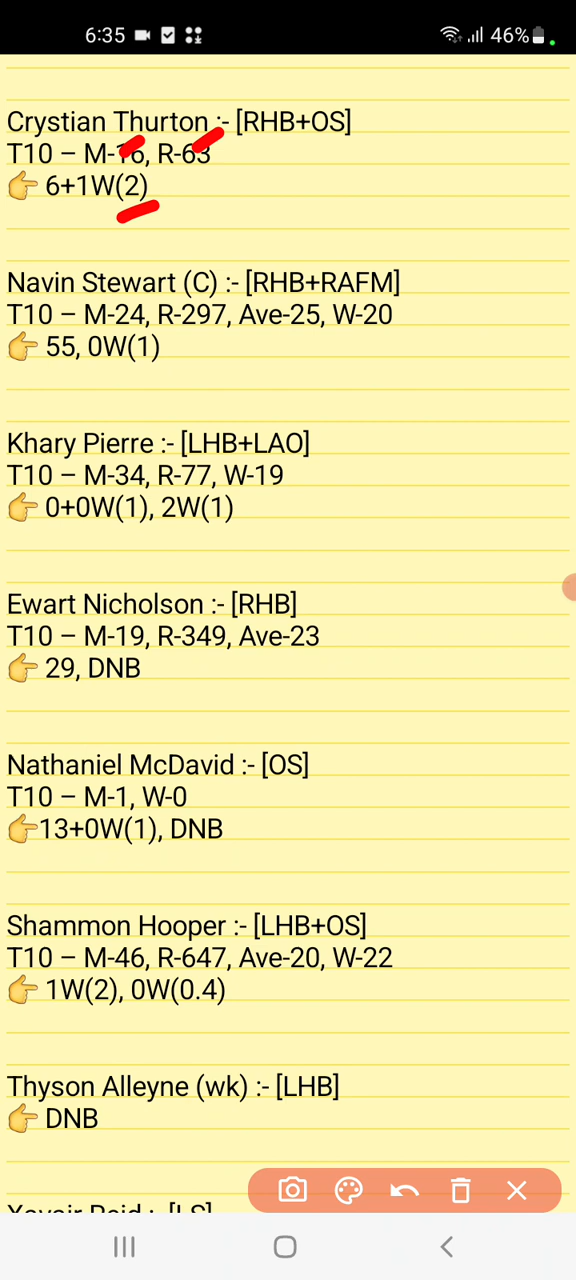 6:35
46%
Crystian Thurton :- [RHB+OS]
T10 – M-16, R-63
👉 6+1W(2)
Navin Stewart (C) :- [RHB+RAFM]
T10 – M-24, R-297, Ave-25, W-20
👉 55, 0W(1)
Khary Pierre :- [LHB+LAO]
T10 – M-34, R-77, W-19
👉 0+0W(1), 2W(1)
Ewart Nicholson :- [RHB]
T10 – M-19, R-349, Ave-23
👉 29, DNB
Nathaniel McDavid :- [OS]
T10 – M-1, W-0
👉13+0W(1), DNB
Shammon Hooper :- [LHB+OS]
T10 – M-46, R-647, Ave-20, W-22
👉 1W(2), 0W(0.4)
Thyson Alleyne (wk) :- [LHB]
👉 DNB